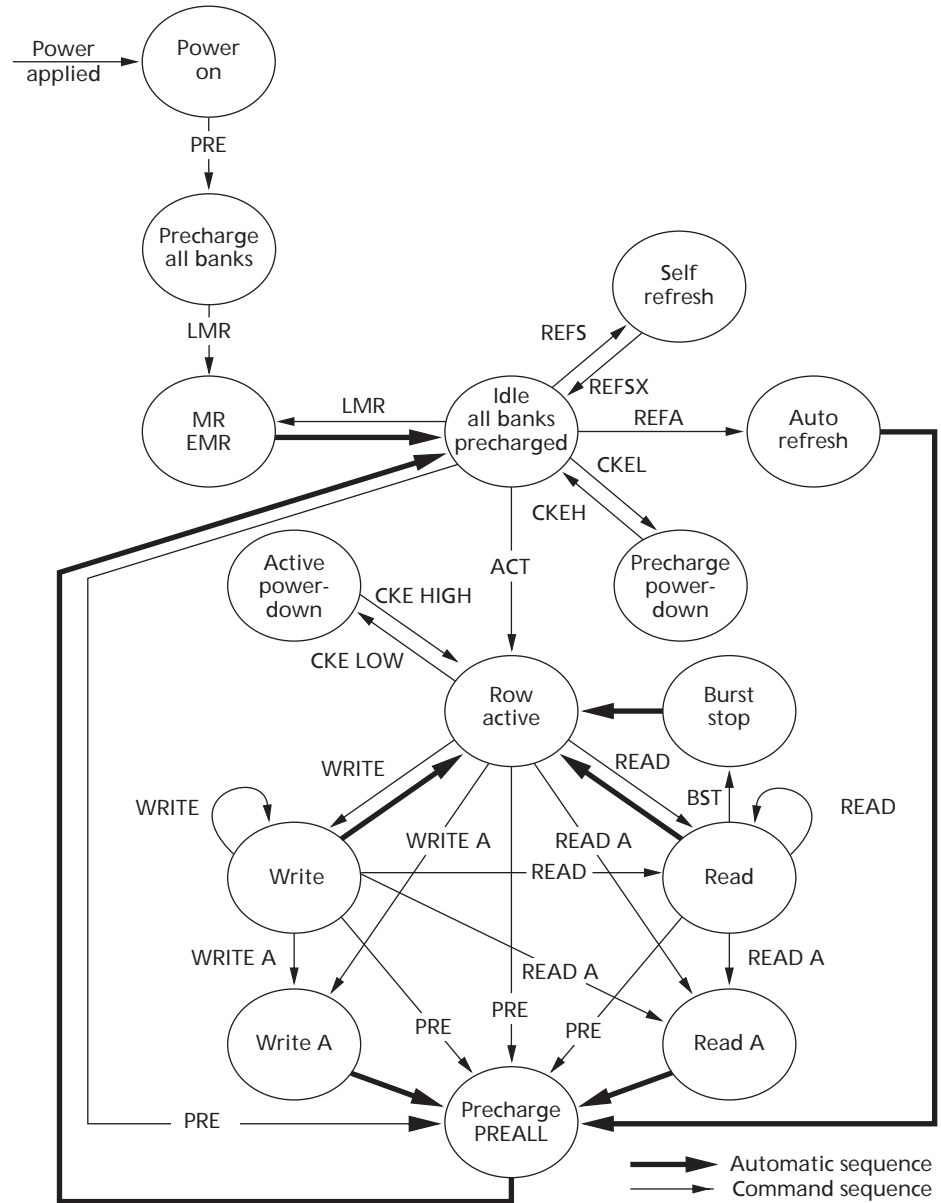 Power
applied
Power
on
PRE
Precharge
all banks
LMR
Self
refresh
REFS
REFSX
MR
EMR
LMR
Idle
all banks
precharged
REFA
Auto
refresh
CKEL
CKEH
Active
power-
down
CKE HIGH
CKE LOW
ACT
Precharge
power-
down
Row
active
Burst
stop
WRITE
READ
BST
WRITE
READ
WRITE A
READ A
Write
READ
Read
WRITE A
READ A
READ A
Write A
PRE
PRE
PRE
Read A
PRE
Precharge
PREALL
Automatic sequence
Command sequence